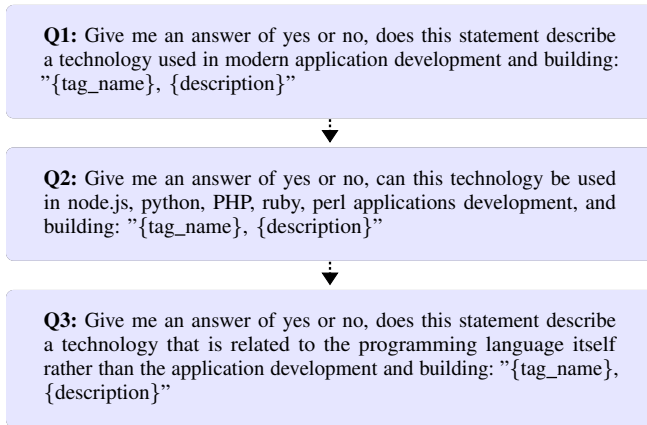 Q1: Give me an answer of yes or no, does this statement describe
a technology used in modern application development and building:
”{tag_name}, {description}”
Q2: Give me an answer of yes or no, can this technology be used
in node.js, python, PHP, ruby, perl applications development, and
building: ”{tag_name}, {description}”
Q3: Give me an answer of yes or no, does this statement describe
a technology that is related to the programming language itself
rather than the application development and building: ”{tag_name},
{description}”